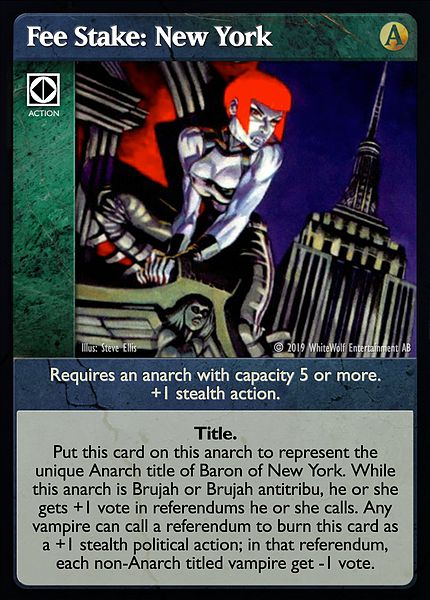 Fee Stake: New York
A
ACTION
Illus: Steve Ellis
© 2019 WhiteWolf Entertainment AB
Requires an anarch with capacity 5 or more.
+1 stealth action.
Title.
Put this card on this anarch to represent the
unique Anarch title of Baron of New York. While
this anarch is Brujah or Brujah antitribu, he or she
gets +1 vote in referendums he or she calls. Any
vampire can call a referendum to burn this card as
a +1 stealth political action; in that referendum,
each non-Anarch titled vampire get -1 vote.